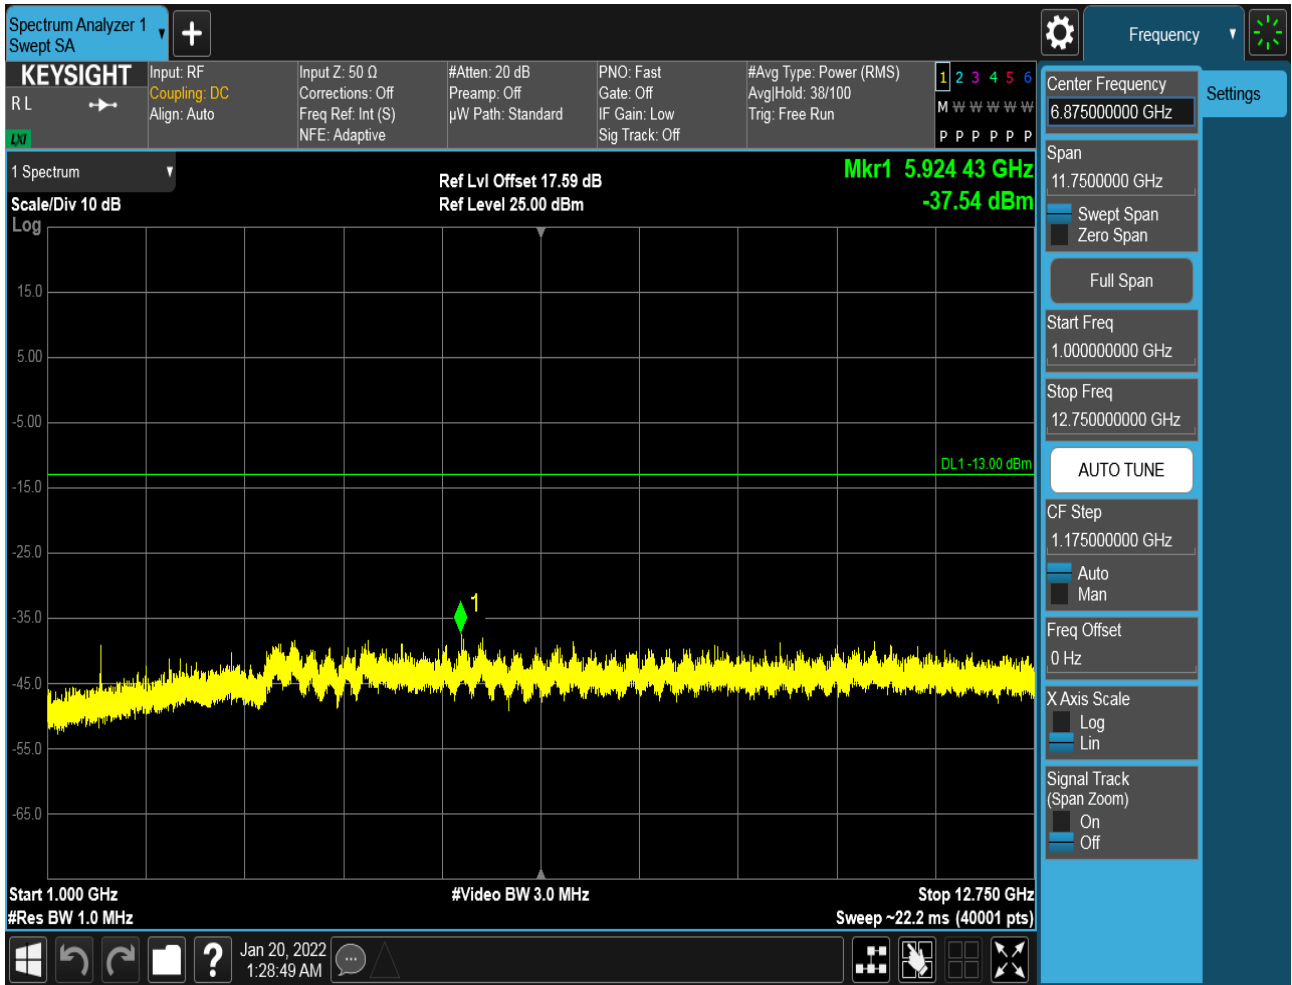 Spectrum Analyzer 1
Swept SA
Frequency
KEYSIGHT
R L
LXI
Input: RF
Coupling: DC
Align: Auto
Input Z: 50 Ω
Corrections: Off
Freq Ref: Int (S)
NFE: Adaptive
#Atten: 20 dB
Preamp: Off
µW Path: Standard
PNO: Fast
Gate: Off
IF Gain: Low
Sig Track: Off
#Avg Type: Power (RMS)
Avg|Hold: 38/100
Trig: Free Run
1 2 3 4 5 6
M W W W W W
P P P P P P
1 Spectrum
Scale/Div 10 dB
Log
Ref Lvl Offset 17.59 dB
Ref Level 25.00 dBm
Mkr1 5.924 43 GHz
-37.54 dBm
15.0
5.00
-5.00
DL1 -13.00 dBm
-15.0
-25.0
1
-35.0
-45.0
-55.0
-65.0
Start 1.000 GHz
#Res BW 1.0 MHz
#Video BW 3.0 MHz
Stop 12.750 GHz
Sweep ~22.2 ms (40001 pts)
Jan 20, 2022
1:28:49 AM
Center Frequency
6.875000000 GHz
Settings
Span
11.7500000 GHz
Swept Span
Zero Span
Full Span
Start Freq
1.000000000 GHz
Stop Freq
12.750000000 GHz
AUTO TUNE
CF Step
1.175000000 GHz
Auto
Man
Freq Offset
0 Hz
X Axis Scale
Log
Lin
Signal Track
(Span Zoom)
On
Off